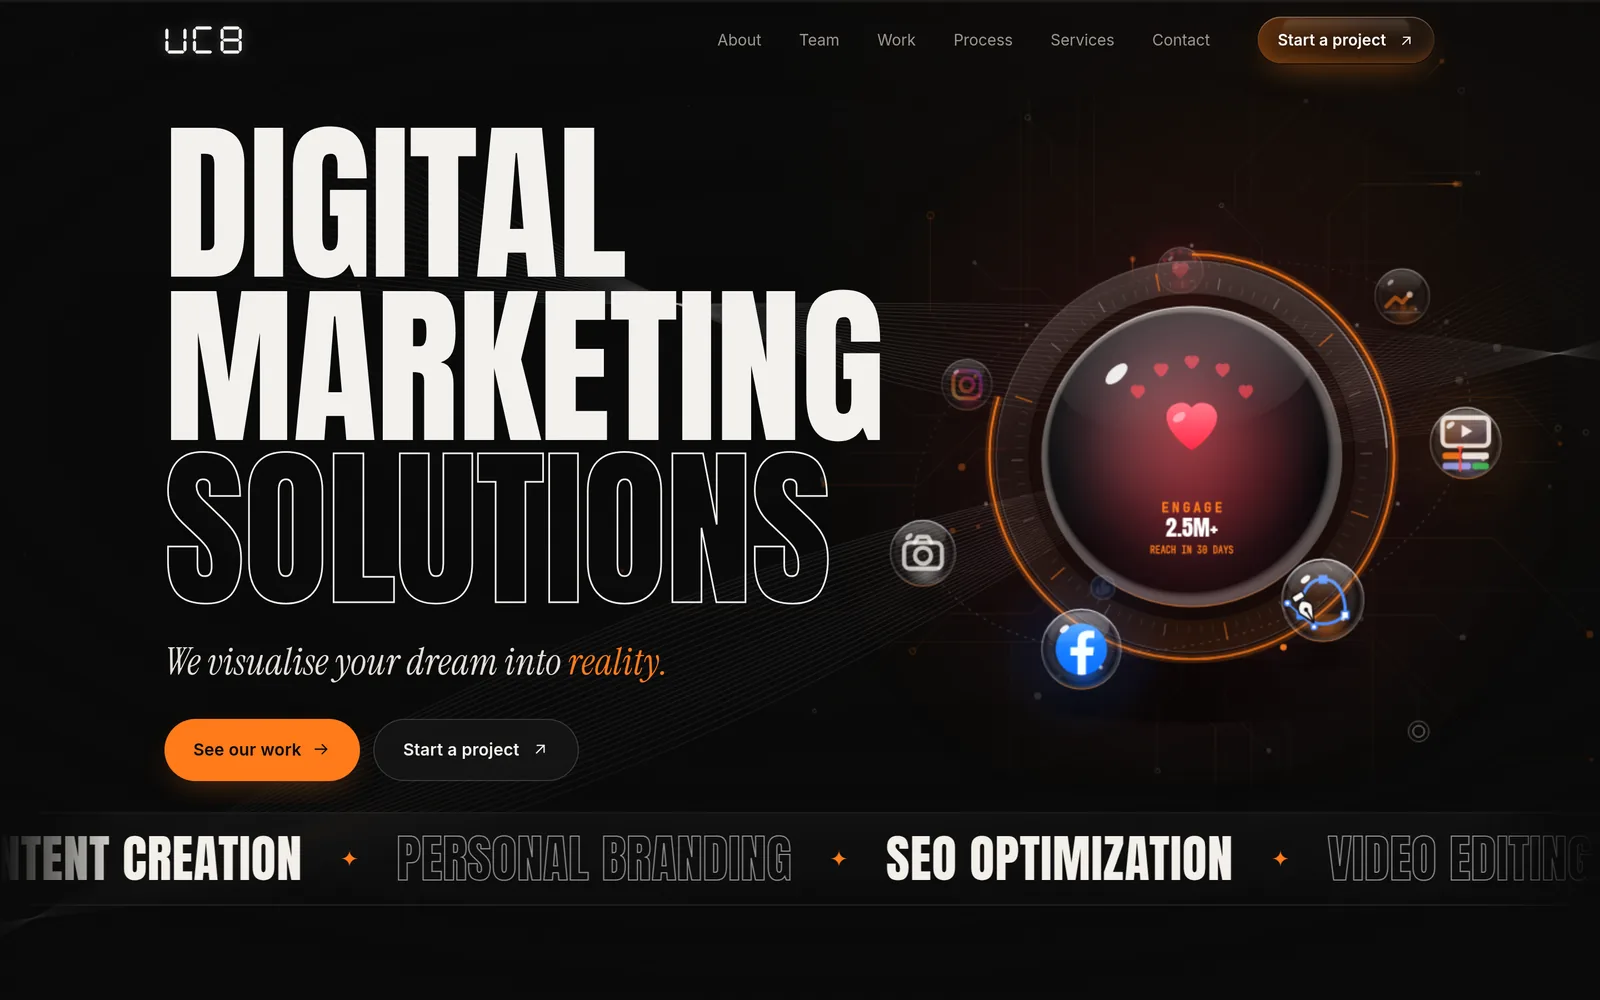 UCB
About Team Work Process Services Contact Start a project
DIGITAL
MARKETING
SOLUTIONS
We visualise your dream into reality.
See our work
Start a project
ENGAGE
2.5M+
REACH IN 30 DAYS
NTENT CREATION PERSONAL BRANDING SEO OPTIMIZATION VIDEO EDITING